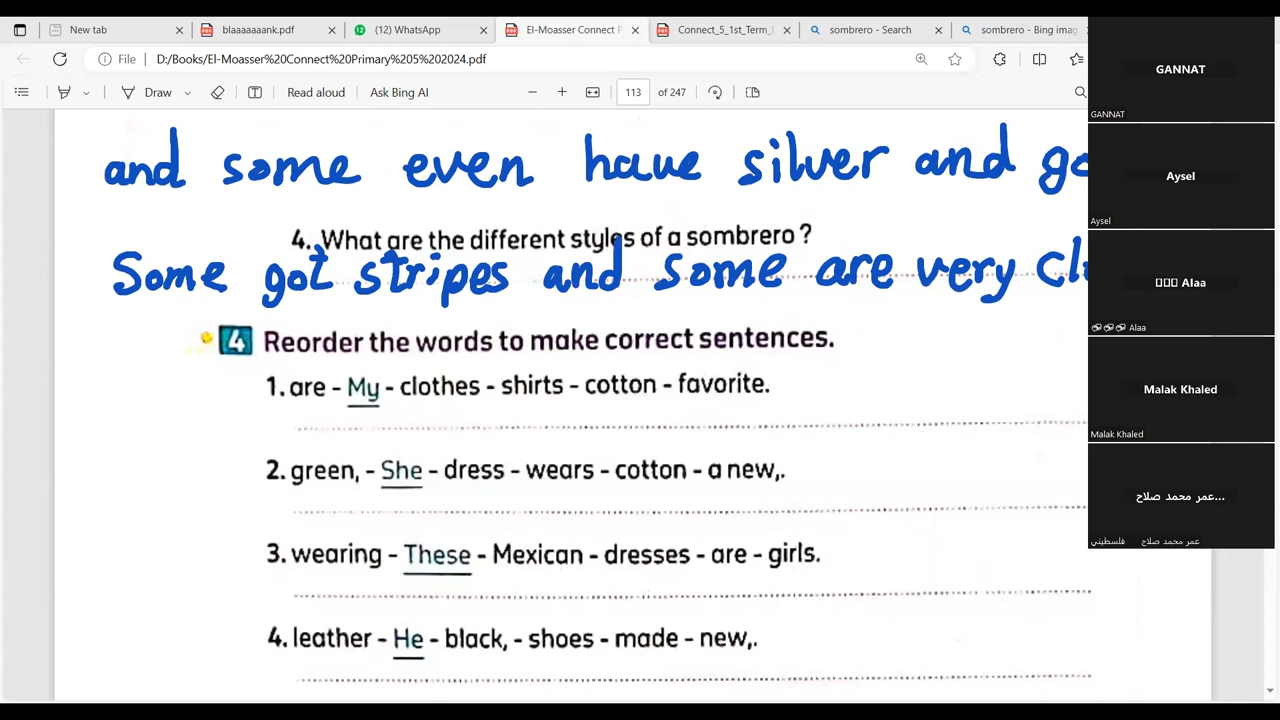 New tab
blaaaaaaank.pdf
(12) WhatsApp
El-Moasser Connect P
Connect_5_1st_Term_
sombrero - Search
sombrero - Bing imag
File D:/Books/El-Moasser%20Connect%20Primary%205%202024.pdf
Draw
Read aloud
Ask Bing AI
113 of 247
and some even have silver and go
4. What are the different styles of a sombrero ?
Some got stripes and some are very
4 Reorder the words to make correct sentences.
1. are - My - clothes - shirts - cotton - favorite.
2. green, - She - dress - wears - cotton - a new,.
3. wearing - These - Mexican - dresses - are - girls.
4. leather - He - black, - shoes - made - new,.
GANNAT
GANNAT
Aysel
Aysel
Alaa
Alaa
Malak Khaled
Malak Khaled
عمر محمد صلاح...
عمر محمد صلاح فلسطيني